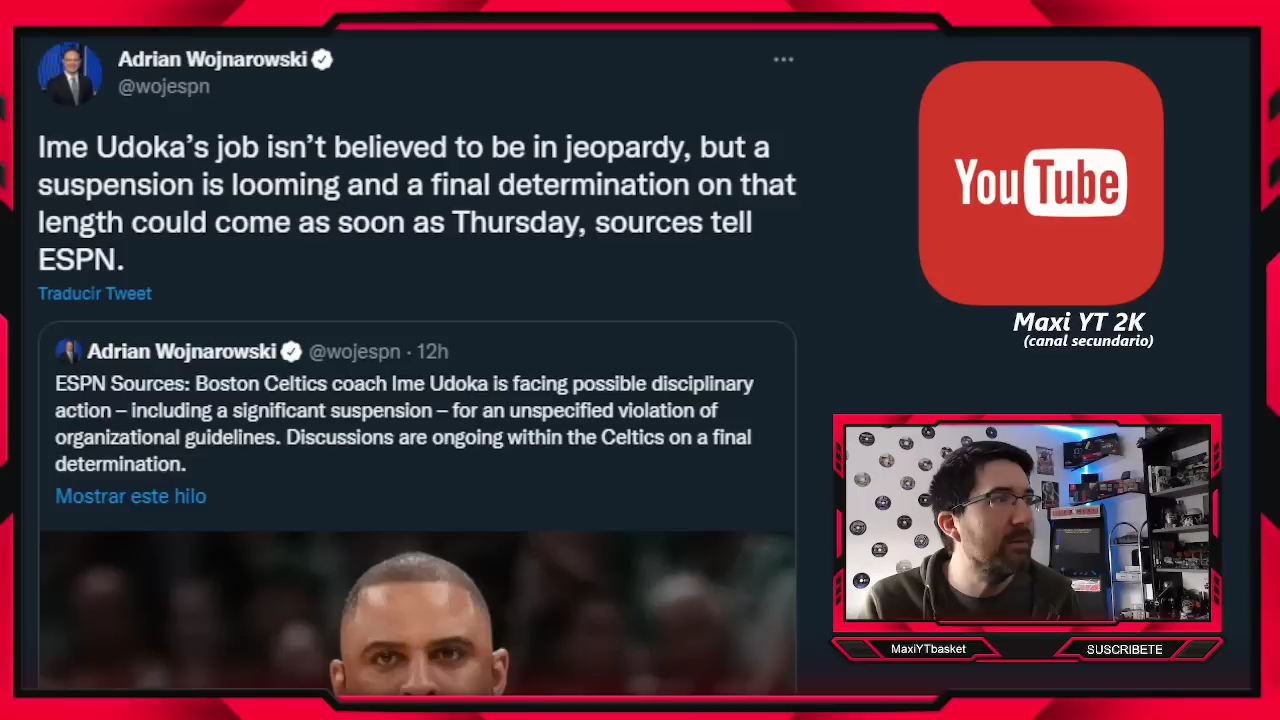 Adrian Wojnarowski
@wojespn
Ime Udoka’s job isn’t believed to be in jeopardy, but a
suspension is looming and a final determination on that
length could come as soon as Thursday, sources tell
ESPN.
Traducir Tweet
Adrian Wojnarowski @wojespn · 12h
ESPN Sources: Boston Celtics coach Ime Udoka is facing possible disciplinary
action – including a significant suspension – for an unspecified violation of
organizational guidelines. Discussions are ongoing within the Celtics on a final
determination.
Mostrar este hilo
YouTube
Maxi YT 2K
(canal secundario)
MaxiYTbasket
SUSCRIBETE